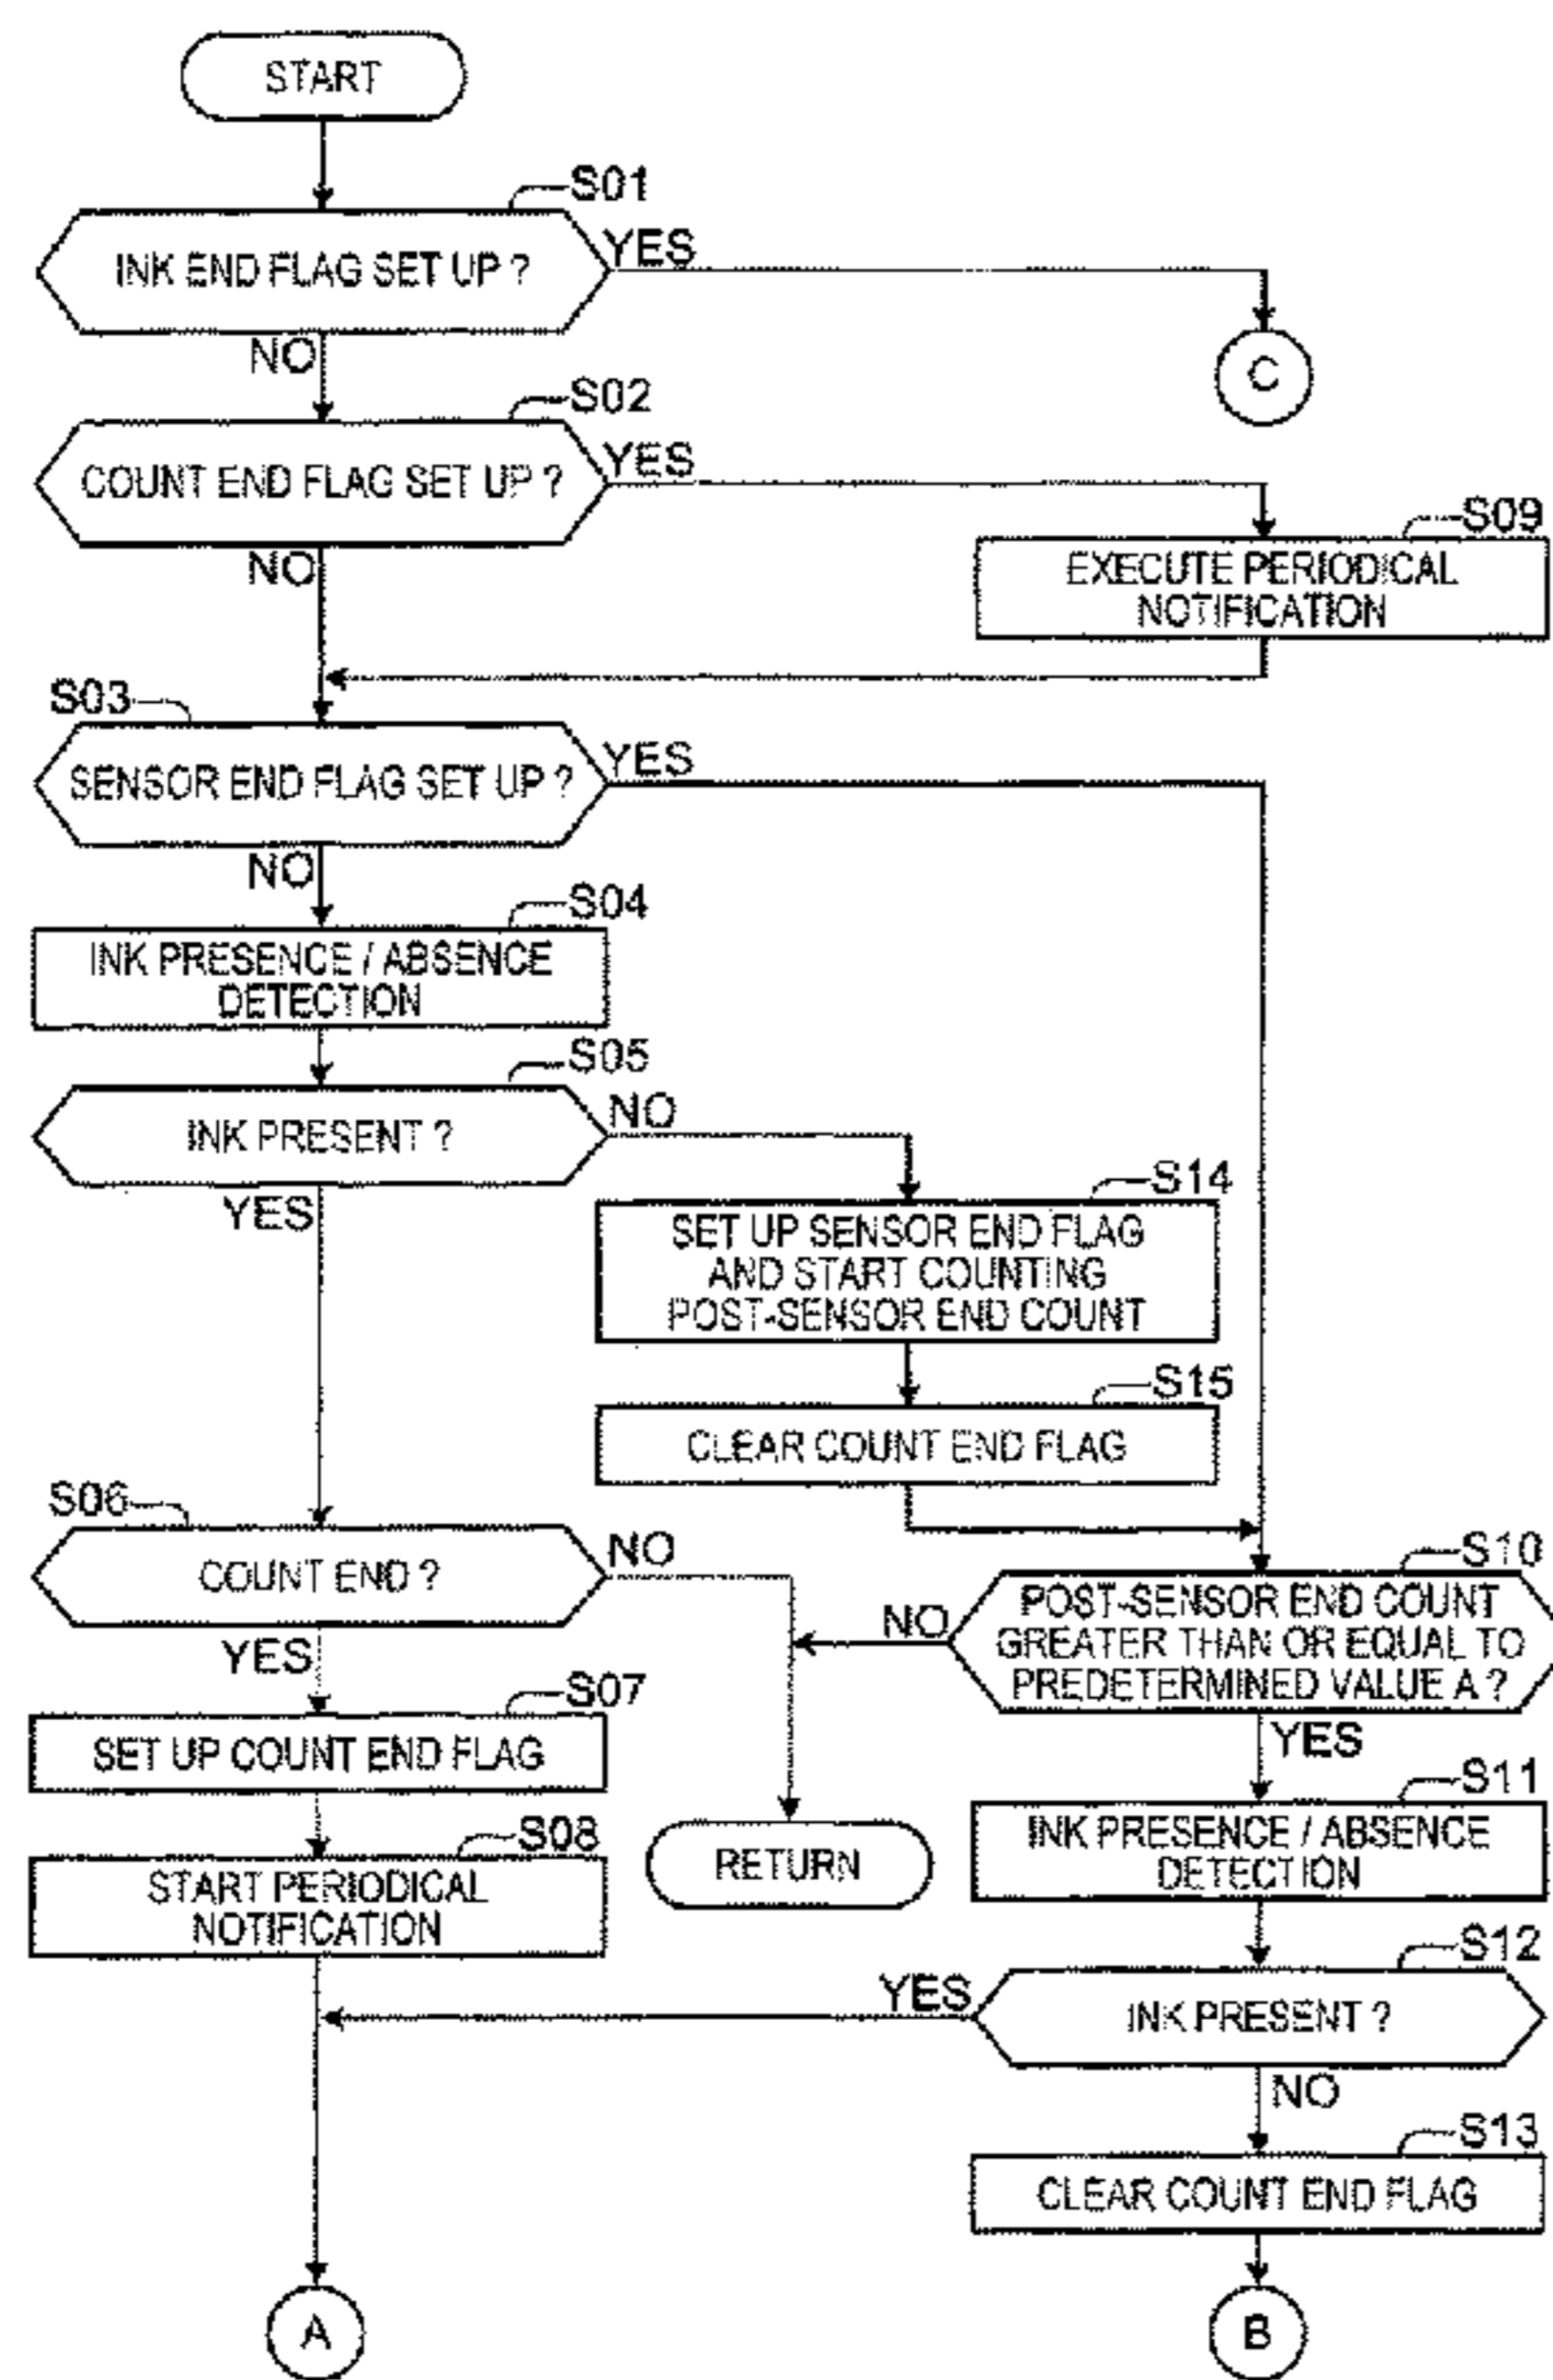 START
S01
INK END FLAG SET UP ?
YES
NO
C
S02
COUNT END FLAG SET UP ?
YES
NO
S09
EXECUTE PERIODICAL
NOTIFICATION
S03
SENSOR END FLAG SET UP ?
YES
NO
S04
INK PRESENCE / ABSENCE
DETECTION
S05
INK PRESENT ?
NO
YES
S14
SET UP SENSOR END FLAG
AND START COUNTING
POST-SENSOR END COUNT
S15
CLEAR COUNT END FLAG
S06
COUNT END ?
NO
YES
S10
POST-SENSOR END COUNT
GREATER THAN OR EQUAL TO
PREDETERMINED VALUE A ?
NO
YES
S07
SET UP COUNT END FLAG
S08
START PERIODICAL
NOTIFICATION
RETURN
S11
INK PRESENCE / ABSENCE
DETECTION
S12
INK PRESENT ?
YES
NO
S13
CLEAR COUNT END FLAG
A
B